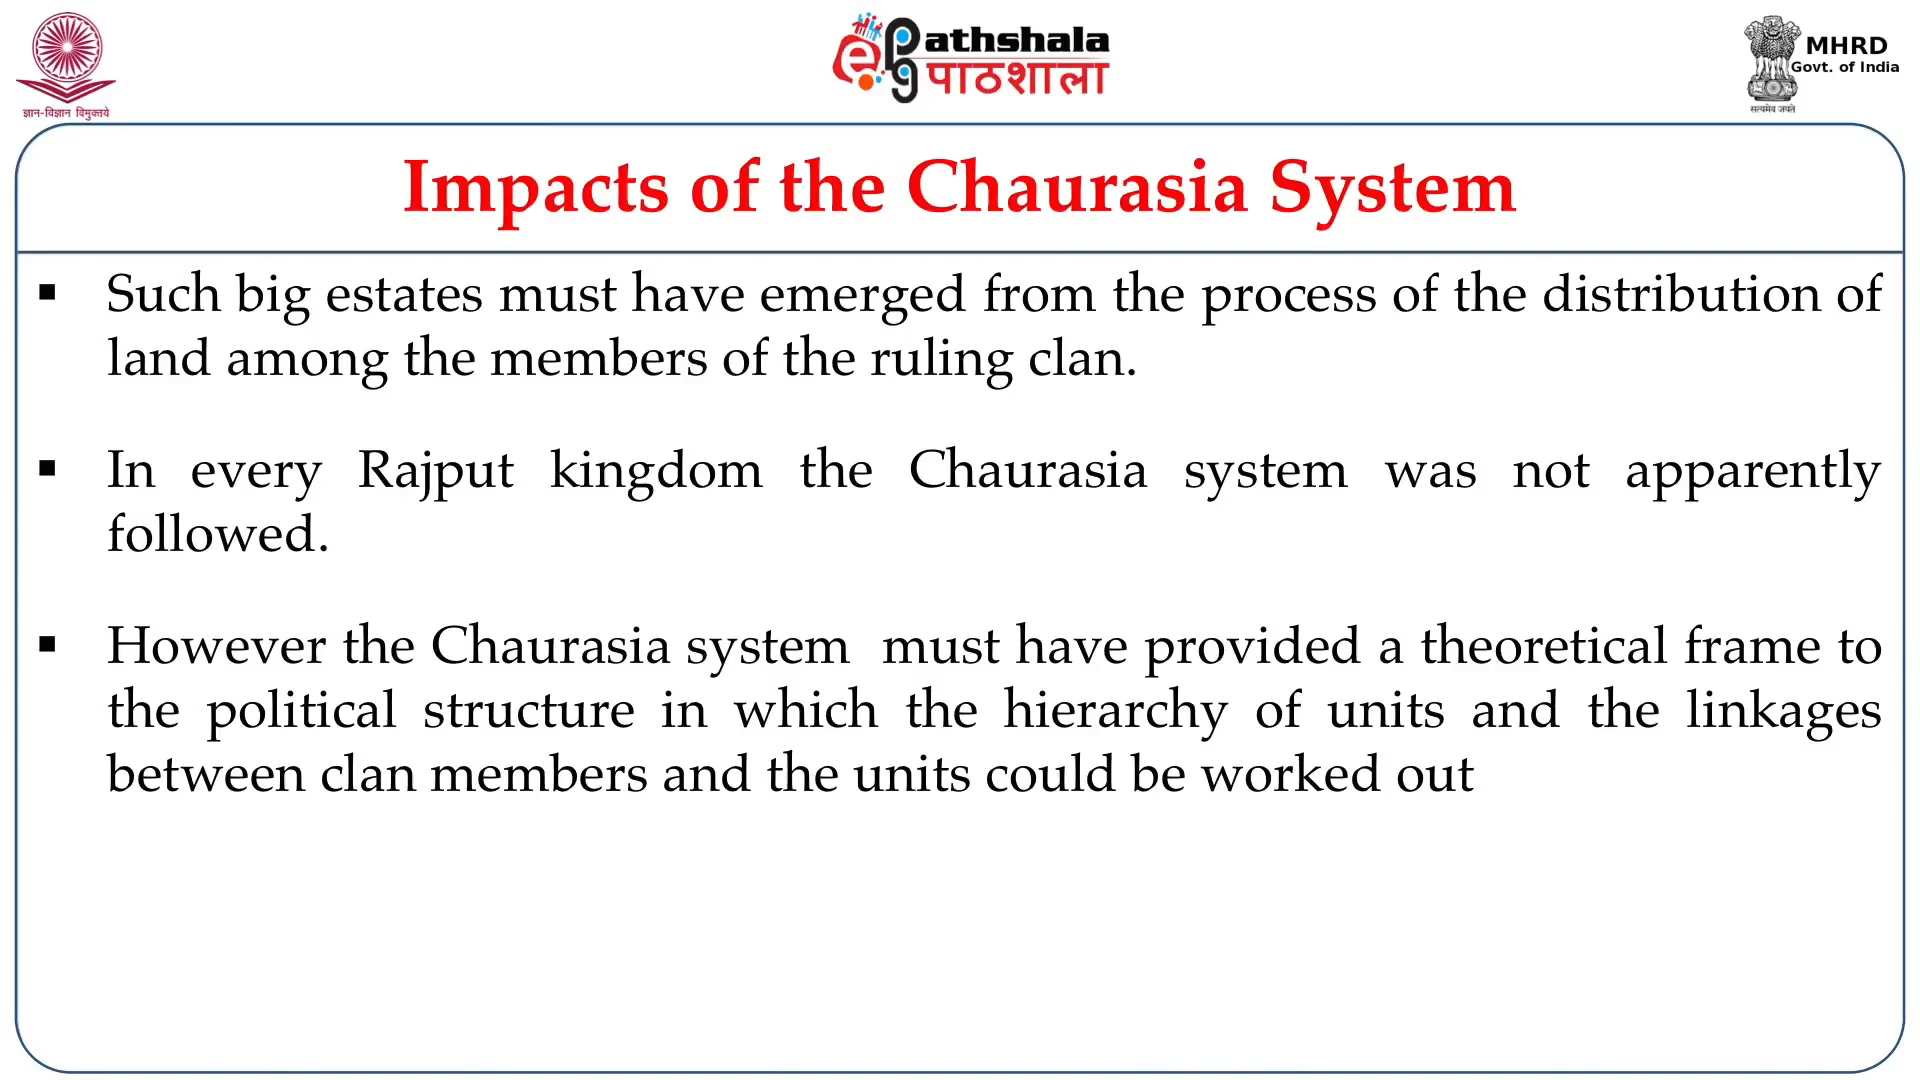 ज्ञान-विज्ञान विमुक्तये
ePG Pathshala
पाठशाला
MHRD
Govt. of India
सत्यमेव जयते
Impacts of the Chaurasia System
▪ Such big estates must have emerged from the process of the distribution of
land among the members of the ruling clan.
▪ In every Rajput kingdom the Chaurasia system was not apparently
followed.
▪ However the Chaurasia system must have provided a theoretical frame to
the political structure in which the hierarchy of units and the linkages
between clan members and the units could be worked out